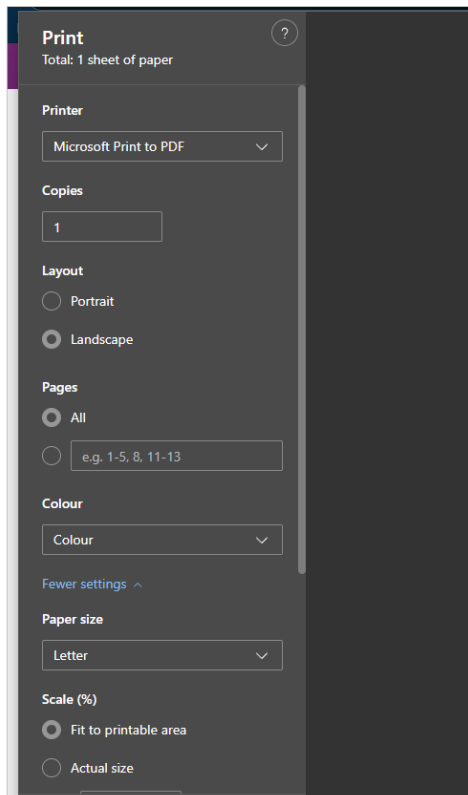 Print
Total: 1 sheet of paper
?
Printer
Microsoft Print to PDF
Copies
1
Layout
Portrait
Landscape
Pages
All
e.g. 1-5, 8, 11-13
Colour
Colour
Fewer settings
Paper size
Letter
Scale (%)
Fit to printable area
Actual size